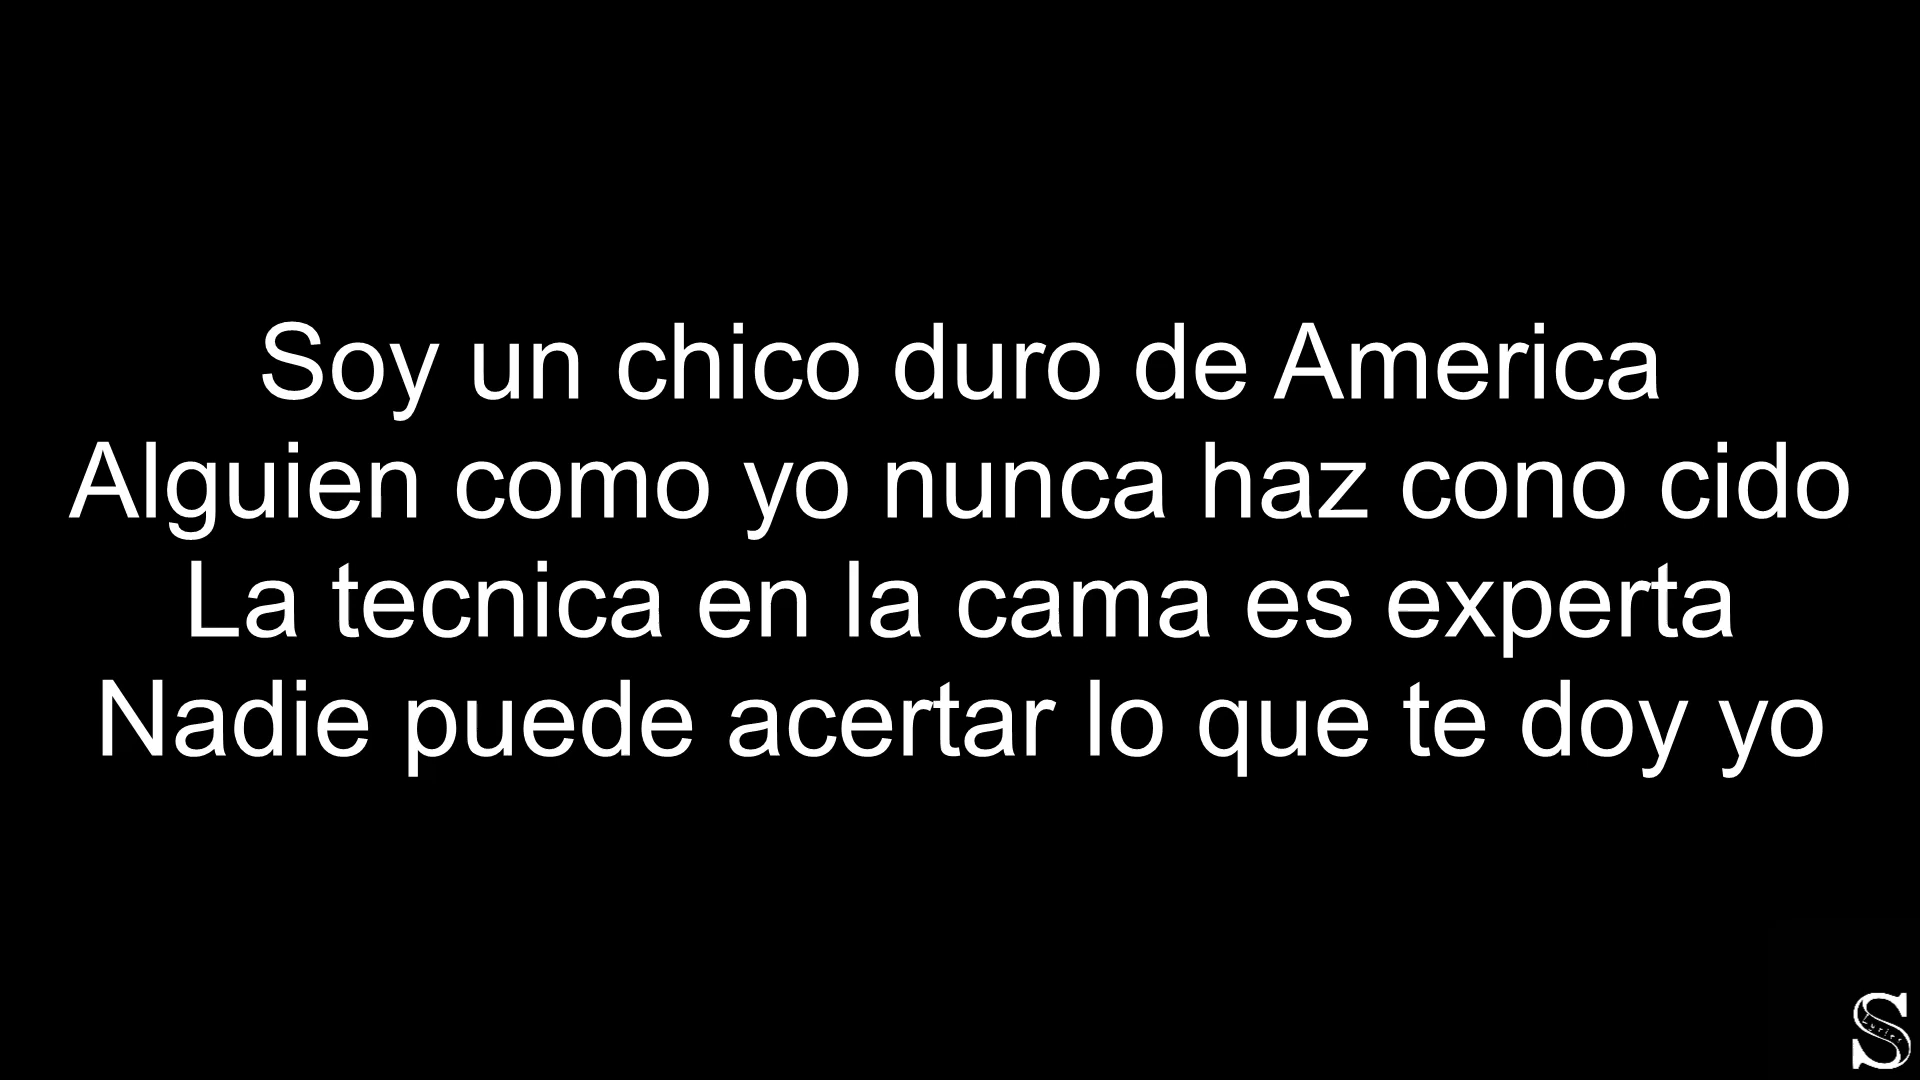 Soy un chico duro de America
Alguien como yo nunca haz cono cido
La tecnica en la cama es experta
Nadie puede acertar lo que te doy yo
S